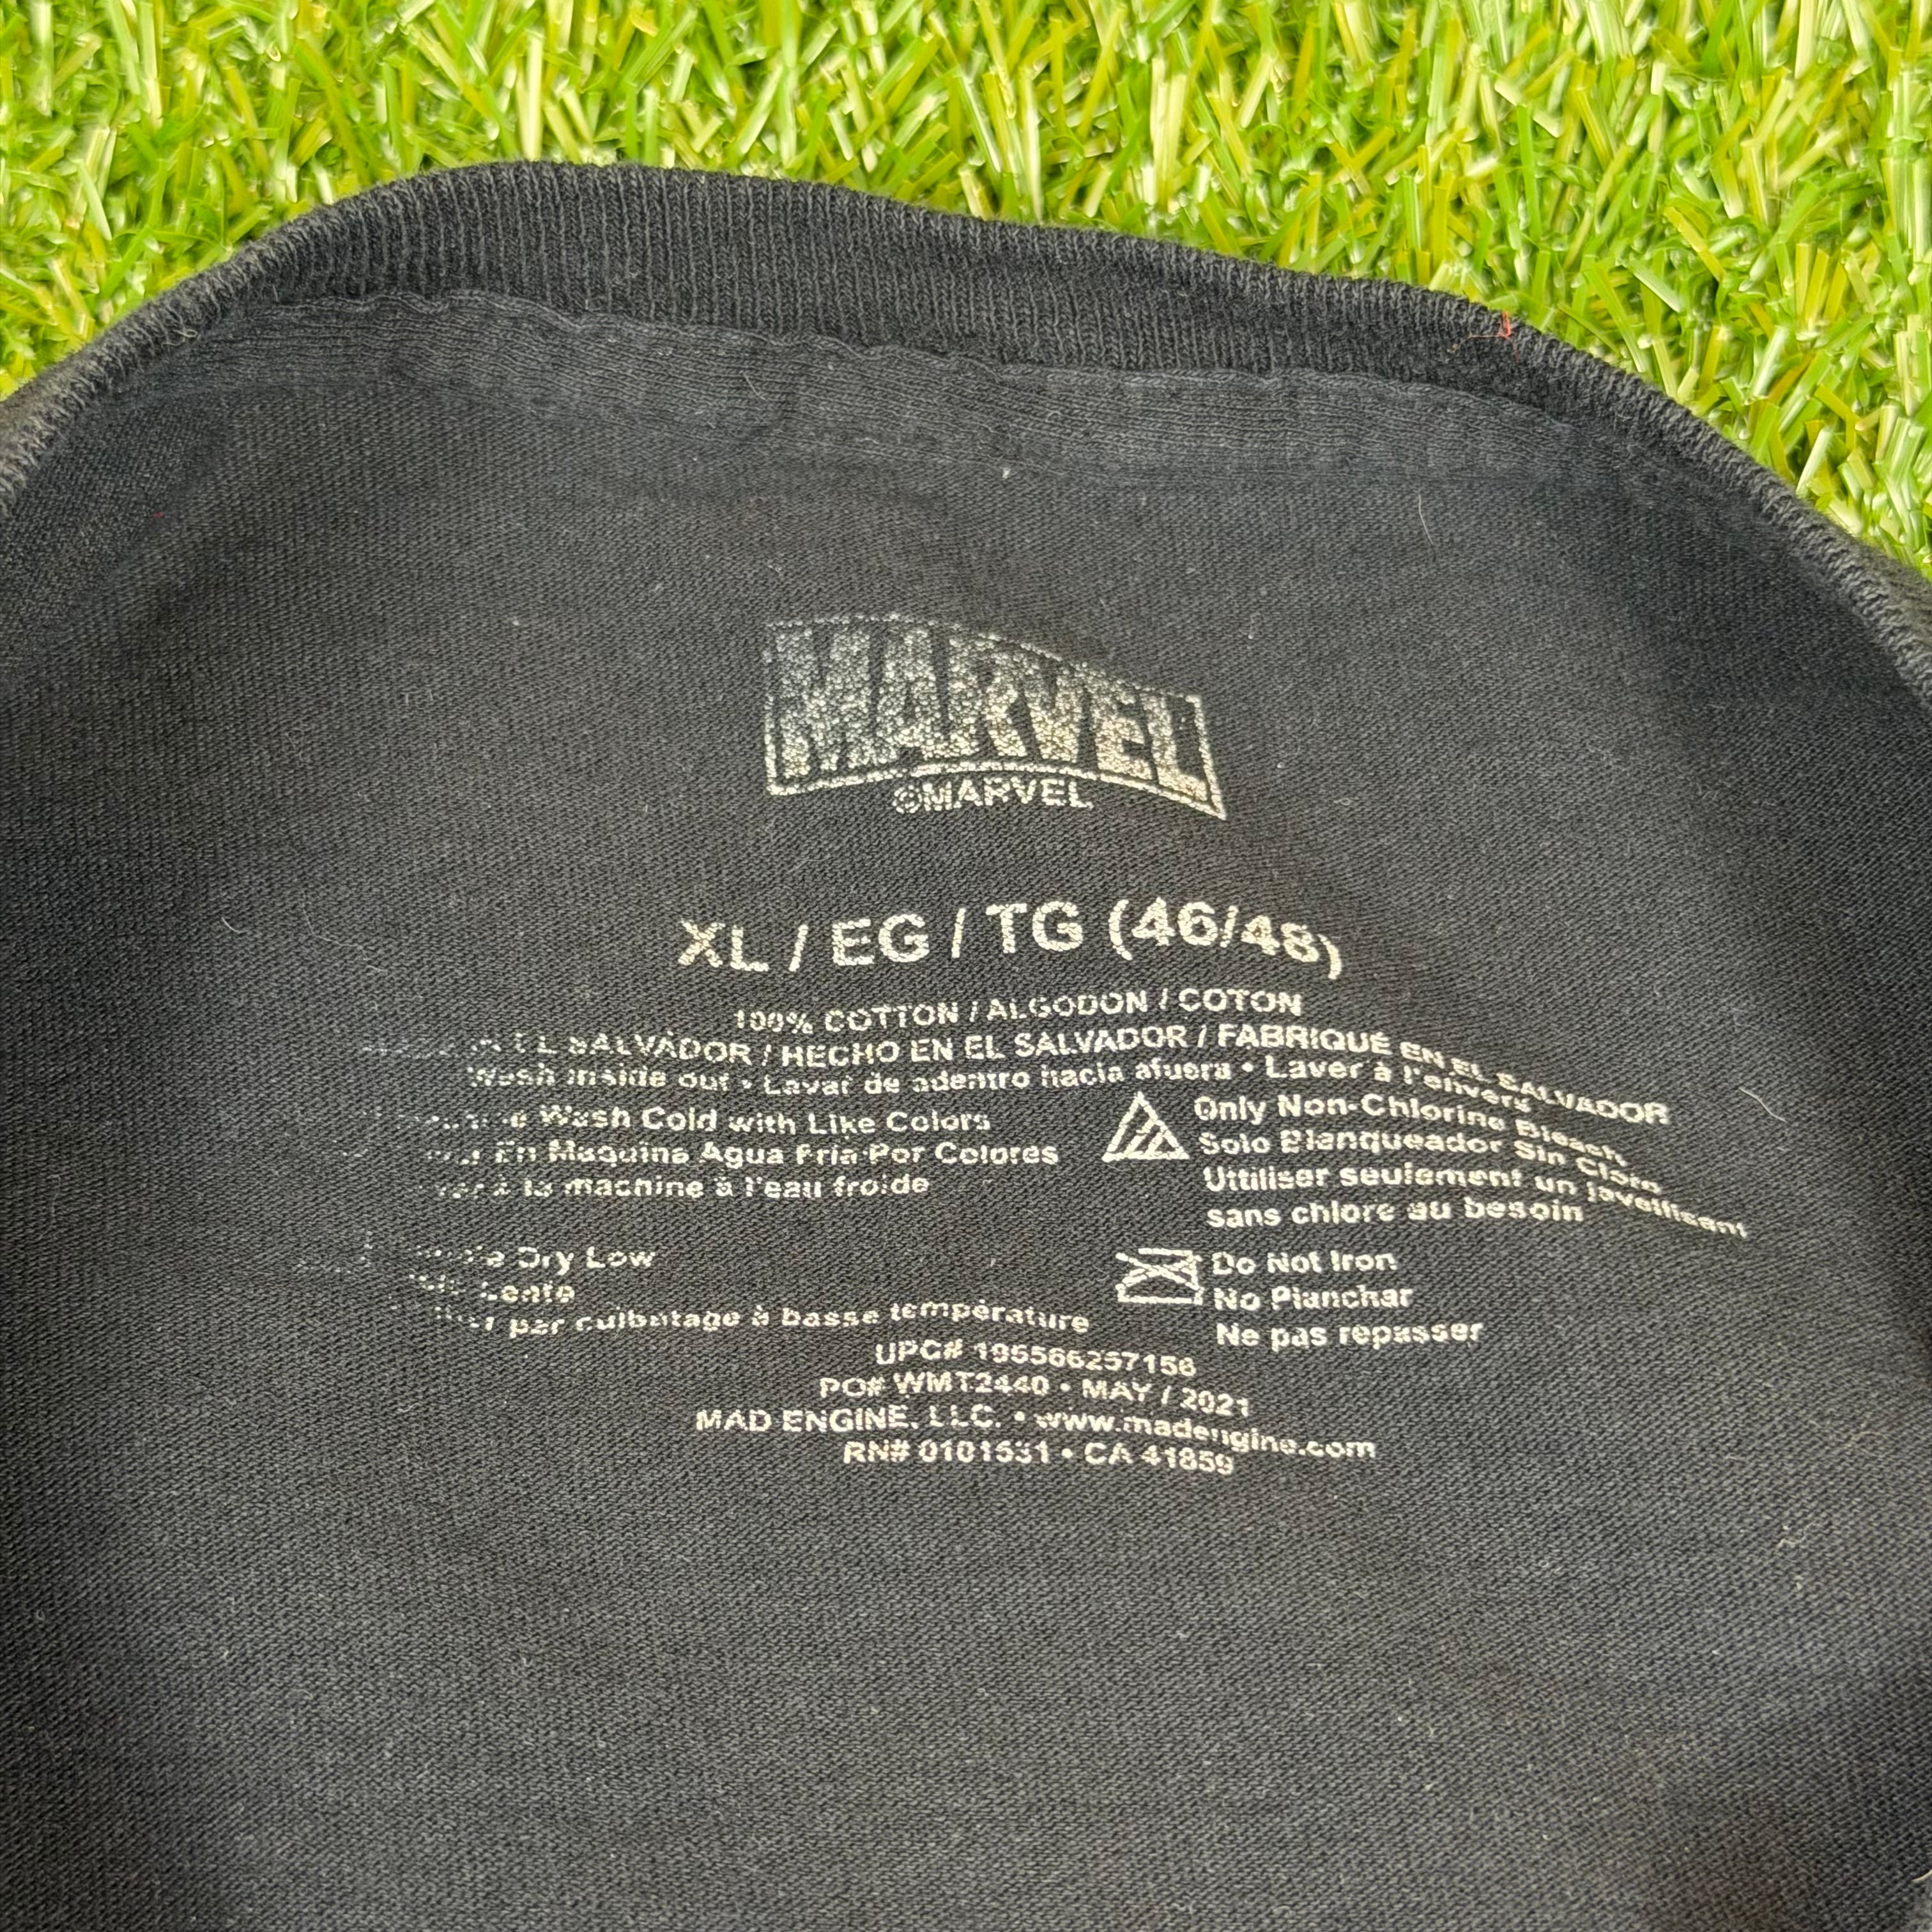 MARVEL
©MARVEL
XL / EG / TG (46/48)
100% COTTON / ALGODON / COTON
EL SALVADOR / HECHO EN EL SALVADOR / FABRIQUÉ EN EL SALVADOR
Wash inside out • Lavar de adentro hacia afuera • Laver à l'envers
Wash Cold with Like Colors
En Maquina Agua Fria Por Colores
à la machine à l'eau froide
Only Non-Chlorine Bleach
Solo Blanqueador Sin Cloro
Uttiliser seulement un javellisant
sans chlore au besoin
Dry Low
Lento
par culbutage à basse température
Do Not Iron
No Planchar
Ne pas repasser
UPC#
PO# WMT2440 • MAY / 2021
MAD ENGINE, LLC. • www.madengine.com
RN# 0101531 • CA 41859